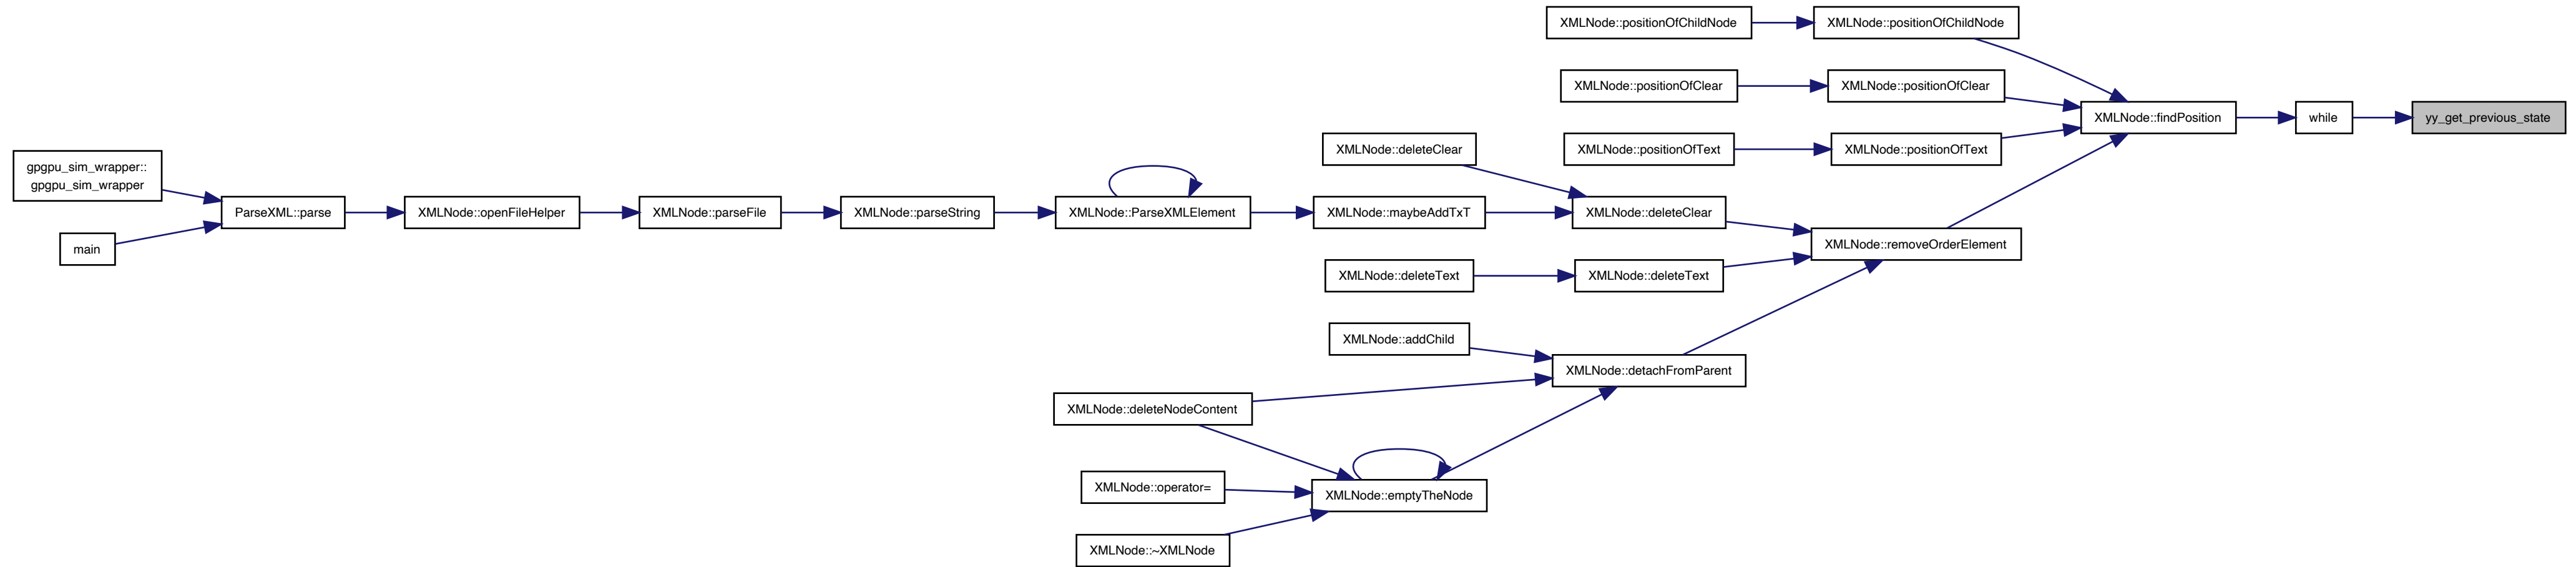 XMLNode::positionOfChildNode
XMLNode::positionOfChildNode
XMLNode::positionOfClear
XMLNode::positionOfClear
XMLNode::findPosition
while
yy_get_previous_state
XMLNode::deleteClear
XMLNode::positionOfText
XMLNode::positionOfText
gpgpu_sim_wrapper::
gpgpu_sim_wrapper
ParseXML::parse
XMLNode::openFileHelper
XMLNode::parseFile
XMLNode::parseString
XMLNode::ParseXMLElement
XMLNode::maybeAddTxT
XMLNode::deleteClear
main
XMLNode::removeOrderElement
XMLNode::deleteText
XMLNode::deleteText
XMLNode::addChild
XMLNode::detachFromParent
XMLNode::deleteNodeContent
XMLNode::operator=
XMLNode::emptyTheNode
XMLNode::~XMLNode